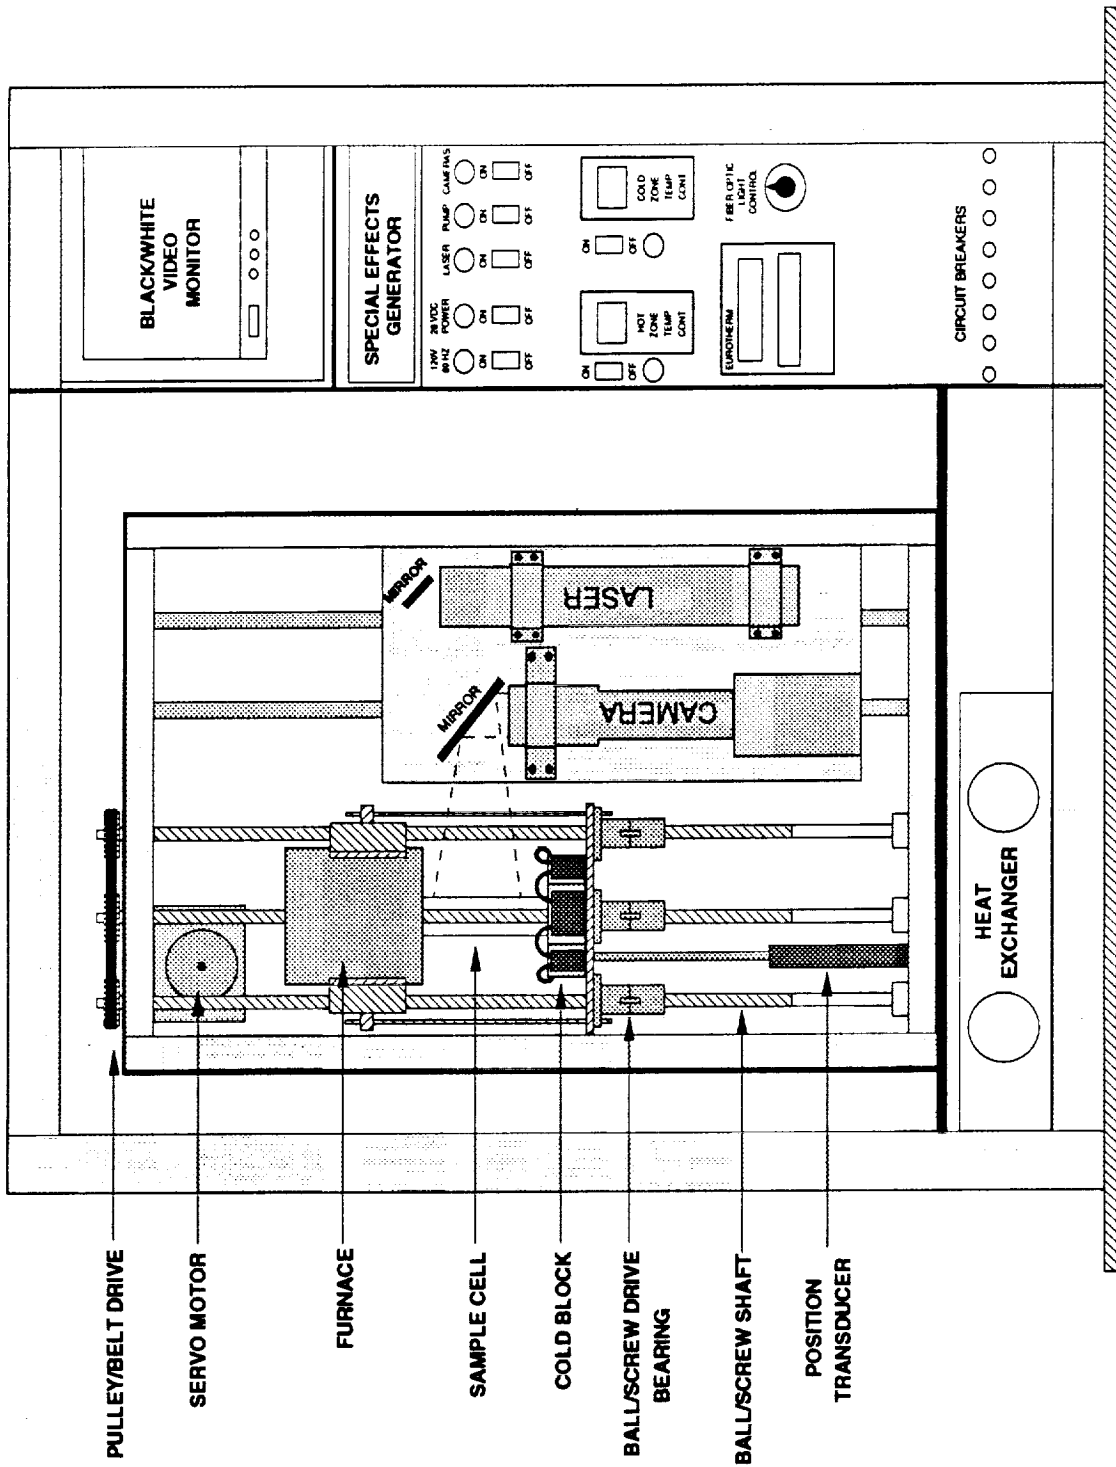 PULLEY/BELT DRIVE
SERVO MOTOR
FURNACE
SAMPLE CELL
COLD BLOCK
BALL/SCREW DRIVE
BEARING
BALL/SCREW SHAFT
POSITION
TRANSDUCER
MIRROR
MIRROR
CAMERA
LASER
HEAT
EXCHANGER
BLACK/WHITE
VIDEO
MONITOR
SPECIAL EFFECTS
GENERATOR
120V
60 HZ
28 VDC
POWER
LASER
PUMP
CAMERAS
ON ON ON ON ON
OFF OFF OFF OFF OFF
ON
OFF
HOT
ZONE
TEMP
CONT
ON
OFF
COLD
ZONE
TEMP
CONT
EUROTHERM
FIBER OPTIC
LIGHT
CONTROL
CIRCUIT BREAKERS